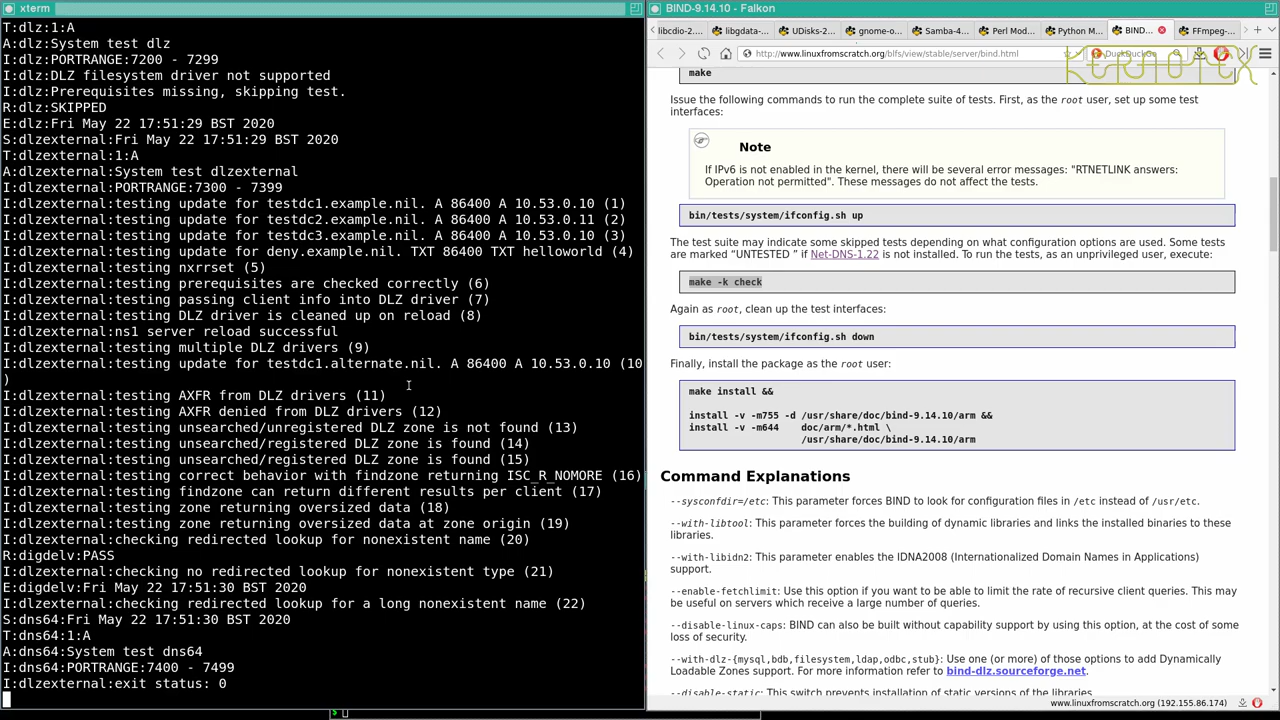 xterm
T:dlz:1:A
A:dlz:System test dlz
I:dlz:PORTRANGE:7200 - 7299
I:dlz:DLZ filesystem driver not supported
I:dlz:Prerequisites missing, skipping test.
R:dlz:SKIPPED
E:dlz:Fri May 22 17:51:29 BST 2020
S:dlzexternal:Fri May 22 17:51:29 BST 2020
T:dlzexternal:1:A
A:dlzexternal:System test dlzexternal
I:dlzexternal:PORTRANGE:7300 - 7399
I:dlzexternal:testing update for testdc1.example.nil. A 86400 A 10.53.0.10 (1)
I:dlzexternal:testing update for testdc2.example.nil. A 86400 A 10.53.0.11 (2)
I:dlzexternal:testing update for testdc3.example.nil. A 86400 A 10.53.0.10 (3)
I:dlzexternal:testing update for deny.example.nil. TXT 86400 TXT helloworld (4)
I:dlzexternal:testing nxrrset (5)
I:dlzexternal:testing prerequisites are checked correctly (6)
I:dlzexternal:testing passing client info into DLZ driver (7)
I:dlzexternal:testing DLZ driver is cleaned up on reload (8)
I:dlzexternal:ns1 server reload successful
I:dlzexternal:testing multiple DLZ drivers (9)
I:dlzexternal:testing update for testdc1.alternate.nil. A 86400 A 10.53.0.10 (10
)
I:dlzexternal:testing AXFR from DLZ drivers (11)
I:dlzexternal:testing AXFR denied from DLZ drivers (12)
I:dlzexternal:testing unsearched/unregistered DLZ zone is not found (13)
I:dlzexternal:testing unsearched/registered DLZ zone is found (14)
I:dlzexternal:testing unsearched/registered DLZ zone is found (15)
I:dlzexternal:testing correct behavior with findzone returning ISC_R_NOMORE (16)
I:dlzexternal:testing findzone can return different results per client (17)
I:dlzexternal:testing zone returning oversized data (18)
I:dlzexternal:testing zone returning oversized data at zone origin (19)
I:dlzexternal:checking redirected lookup for nonexistent name (20)
R:digdelv:PASS
I:dlzexternal:checking no redirected lookup for nonexistent type (21)
E:digdelv:Fri May 22 17:51:30 BST 2020
I:dlzexternal:checking redirected lookup for a long nonexistent name (22)
S:dns64:Fri May 22 17:51:30 BST 2020
T:dns64:1:A
A:dns64:System test dns64
I:dns64:PORTRANGE:7400 - 7499
I:dlzexternal:exit status: 0
$
BIND-9.14.10 - Falkon
libcdio-2.... libgdata-... UDisks-2... gnome-o... Samba-4... Perl Mod... Python M... BIND... FFmpeg-...
http://www.linuxfromscratch.org/blfs/view/stable/server/bind.html DuckDuckGo
KERNOTEX
make
Issue the following commands to run the complete suite of tests. First, as the root user, set up some test
interfaces:
Note
If IPv6 is not enabled in the kernel, there will be several error messages: "RTNETLINK answers:
Operation not permitted". These messages do not affect the tests.
bin/tests/system/ifconfig.sh up
The test suite may indicate some skipped tests depending on what configuration options are used. Some tests
are marked “UNTESTED ” if Net-DNS-1.22 is not installed. To run the tests, as an unprivileged user, execute:
make -k check
Again as root, clean up the test interfaces:
bin/tests/system/ifconfig.sh down
Finally, install the package as the root user:
make install &&
install -v -m755 -d /usr/share/doc/bind-9.14.10/arm &&
install -v -m644    doc/arm/*.html \
/usr/share/doc/bind-9.14.10/arm
Command Explanations
--sysconfdir=/etc: This parameter forces BIND to look for configuration files in /etc instead of /usr/etc.
--with-libtool: This parameter forces the building of dynamic libraries and links the installed binaries to these
libraries.
--with-libidn2: This parameter enables the IDNA2008 (Internationalized Domain Names in Applications)
support.
--enable-fetchlimit: Use this option if you want to be able to limit the rate of recursive client queries. This may
be useful on servers which receive a large number of queries.
--disable-linux-caps: BIND can also be built without capability support by using this option, at the cost of some
loss of security.
--with-dlz-{mysql,bdb,filesystem,ldap,odbc,stub}: Use one (or more) of those options to add Dynamically
Loadable Zones support. For more information refer to bind-dlz.sourceforge.net.
--disable-static: This switch prevents installation of static versions of the libraries.
www.linuxfromscratch.org (192.155.86.174)